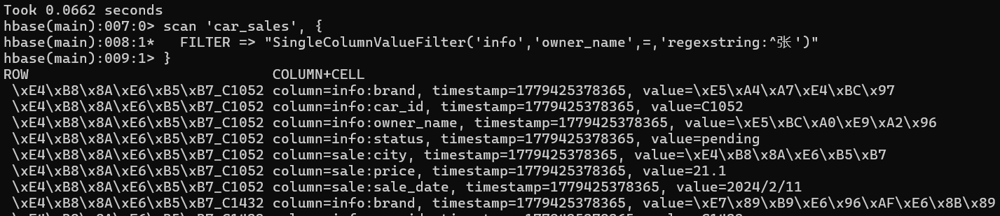 Took 0.0662 seconds
hbase(main):007:0> scan 'car_sales', {
hbase(main):008:1*   FILTER => "SingleColumnValueFilter('info','owner_name',=,'regexstring:^张')"
hbase(main):009:1> }
ROW                              COLUMN+CELL
 \xE4\xB8\x8A\xE6\xB5\xB7_C1052 column=info:brand, timestamp=1779425378365, value=\xE5\xA4\xA7\xE4\xBC\x97
 \xE4\xB8\x8A\xE6\xB5\xB7_C1052 column=info:car_id, timestamp=1779425378365, value=C1052
 \xE4\xB8\x8A\xE6\xB5\xB7_C1052 column=info:owner_name, timestamp=1779425378365, value=\xE5\xBC\xA0\xE9\xA2\x96
 \xE4\xB8\x8A\xE6\xB5\xB7_C1052 column=info:status, timestamp=1779425378365, value=pending
 \xE4\xB8\x8A\xE6\xB5\xB7_C1052 column=sale:city, timestamp=1779425378365, value=\xE4\xB8\x8A\xE6\xB5\xB7
 \xE4\xB8\x8A\xE6\xB5\xB7_C1052 column=sale:price, timestamp=1779425378365, value=21.1
 \xE4\xB8\x8A\xE6\xB5\xB7_C1052 column=sale:sale_date, timestamp=1779425378365, value=2024/2/11
 \xE4\xB8\x8A\xE6\xB5\xB7_C1432 column=info:brand, timestamp=1779425378365, value=\xE7\x89\xB9\xE6\x96\xAF\xE6\x8B\x89